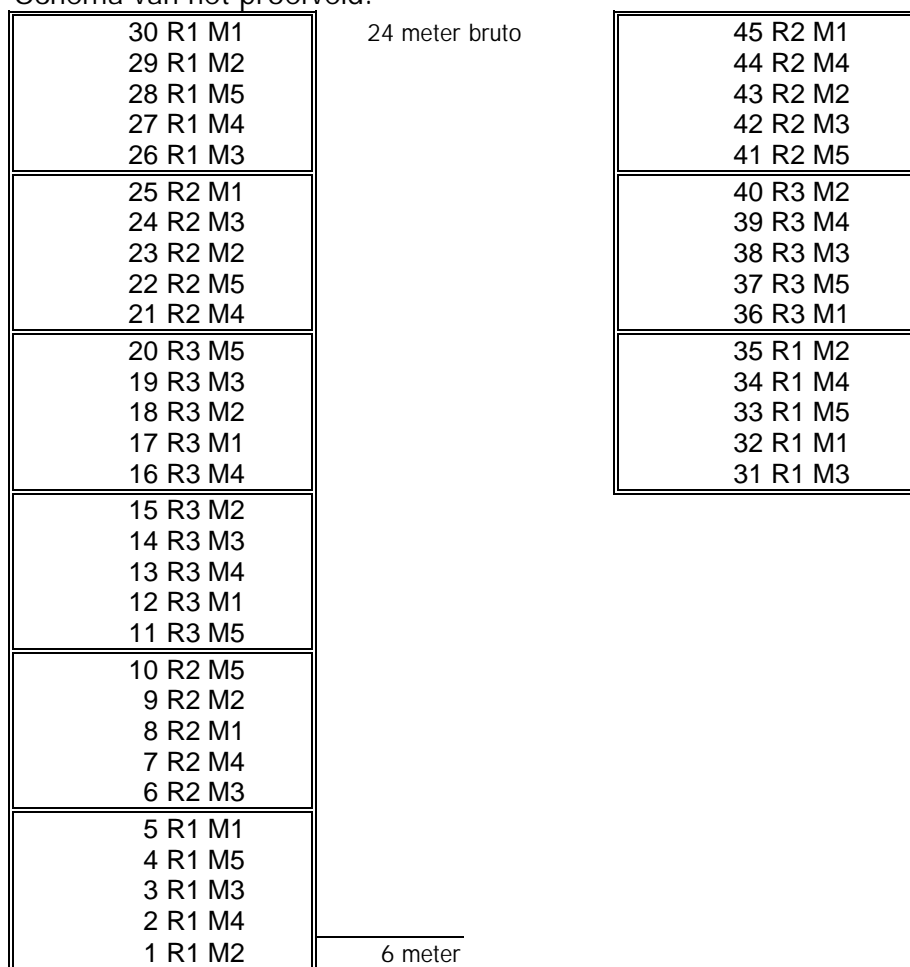 Schema van het proefveld:
30 R1 M1
29 R1 M2
28 R1 M5
27 R1 M4
26 R1 M3
25 R2 M1
24 R2 M3
23 R2 M2
22 R2 M5
21 R2 M4
20 R3 M5
19 R3 M3
18 R3 M2
17 R3 M1
16 R3 M4
15 R3 M2
14 R3 M3
13 R3 M4
12 R3 M1
11 R3 M5
10 R2 M5
9 R2 M2
8 R2 M1
7 R2 M4
6 R2 M3
5 R1 M1
4 R1 M5
3 R1 M3
2 R1 M4
1 R1 M2
24 meter bruto
6 meter
45 R2 M1
44 R2 M4
43 R2 M2
42 R2 M3
41 R2 M5
40 R3 M2
39 R3 M4
38 R3 M3
37 R3 M5
36 R3 M1
35 R1 M2
34 R1 M4
33 R1 M5
32 R1 M1
31 R1 M3